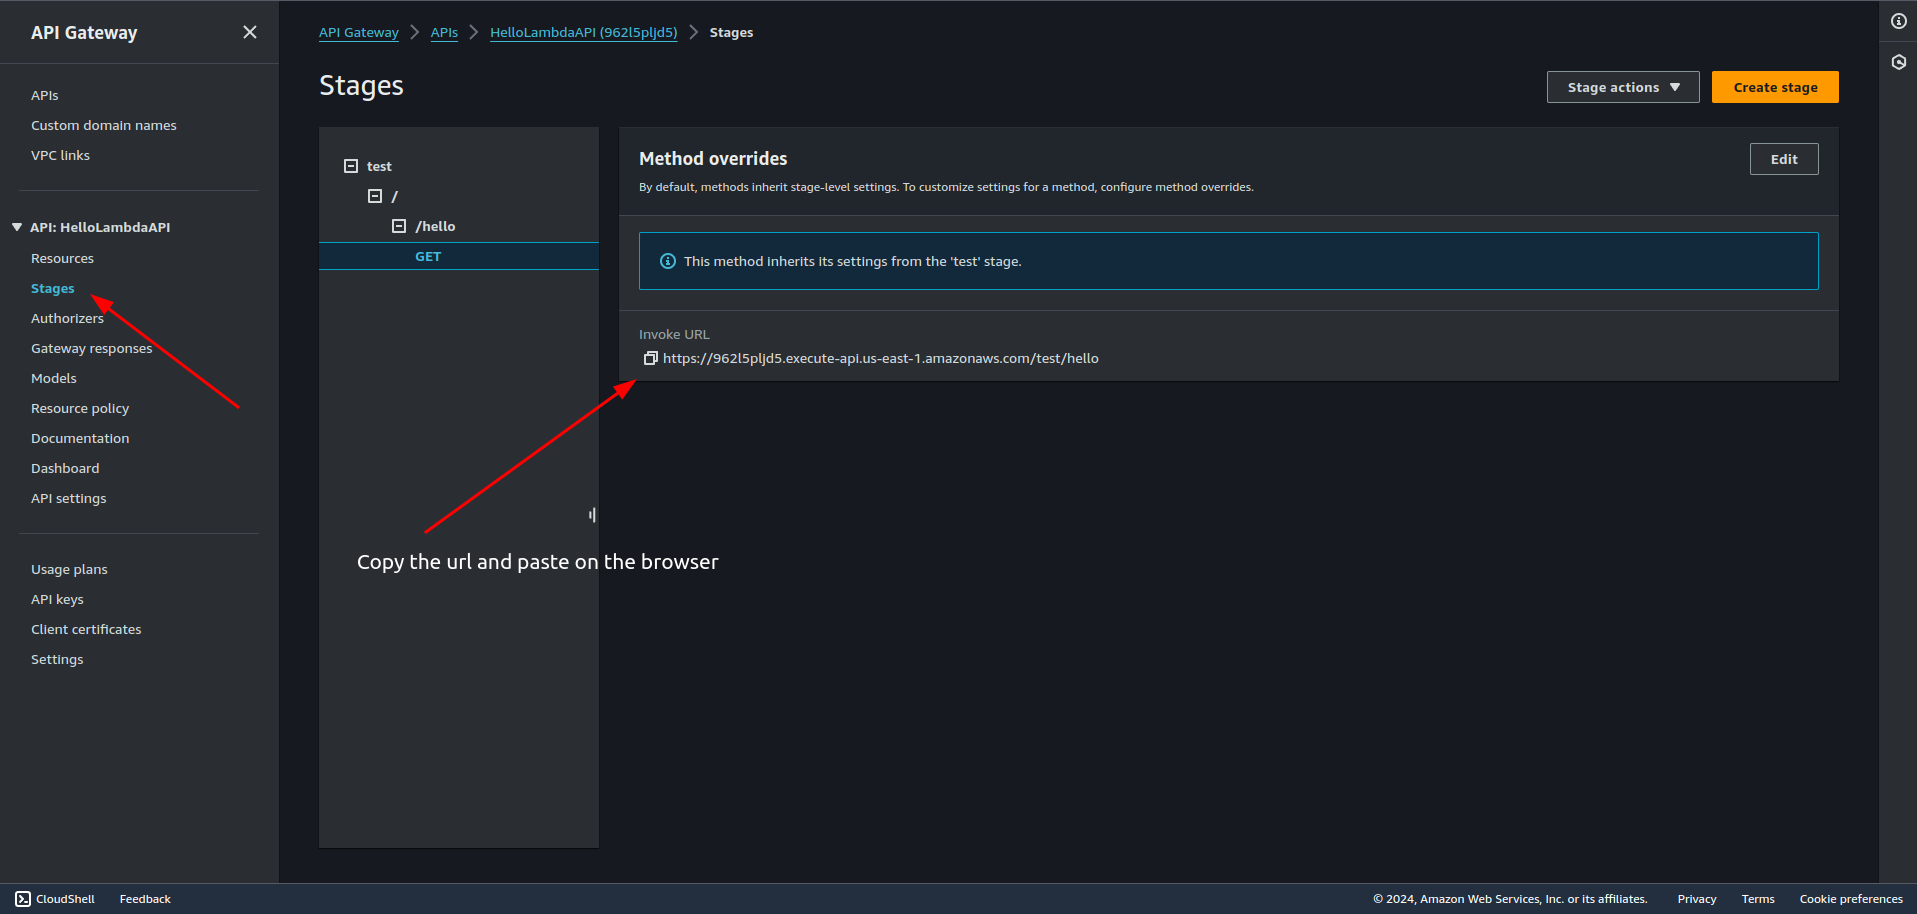 API Gateway
APIs
Custom domain names
VPC links
API: HelloLambdaAPI
Resources
Stages
Authorizers
Gateway responses
Models
Resource policy
Documentation
Dashboard
API settings
Usage plans
API keys
Client certificates
Settings
API Gateway > APIs > HelloLambdaAPI (962l5pljd5) > Stages
Stages
Stage actions
Create stage
test
/
/hello
GET
Method overrides
Edit
By default, methods inherit stage-level settings. To customize settings for a method, configure method overrides.
This method inherits its settings from the 'test' stage.
Invoke URL
https://962l5pljd5.execute-api.us-east-1.amazonaws.com/test/hello
Copy the url and paste on the browser
CloudShell Feedback © 2024, Amazon Web Services, Inc. or its affiliates. Privacy Terms Cookie preferences